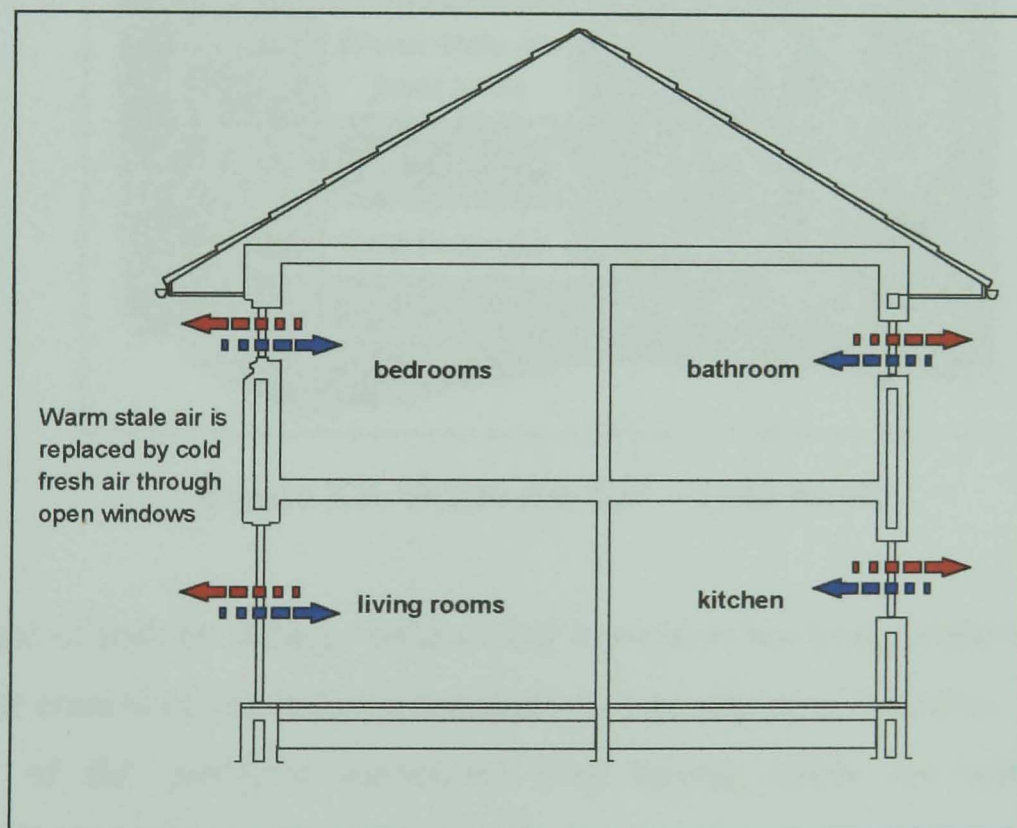 bedrooms
bathroom
Warm stale air is
replaced by cold
fresh air through
open windows
living rooms
kitchen